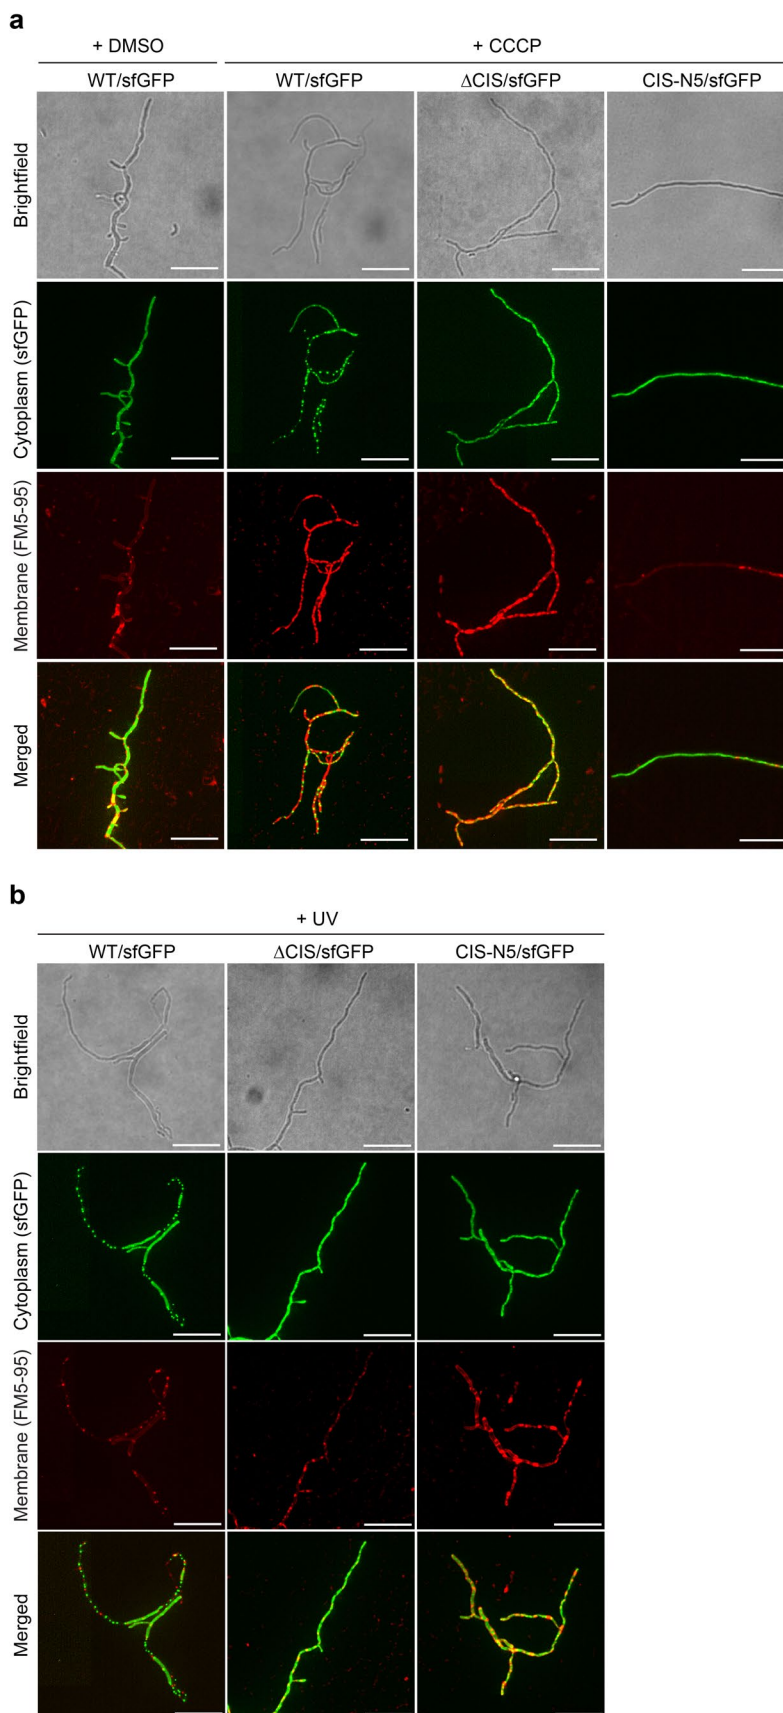 a
+ DMSO + CCCP
WT/sfGFP WT/sfGFP ΔCIS/sfGFP CIS-N5/sfGFP
Brightfield
Cytoplasm (sfGFP)
Membrane (FM5-95)
Merged
b
+ UV
WT/sfGFP ΔCIS/sfGFP CIS-N5/sfGFP
Brightfield
Cytoplasm (sfGFP)
Membrane (FM5-95)
Merged